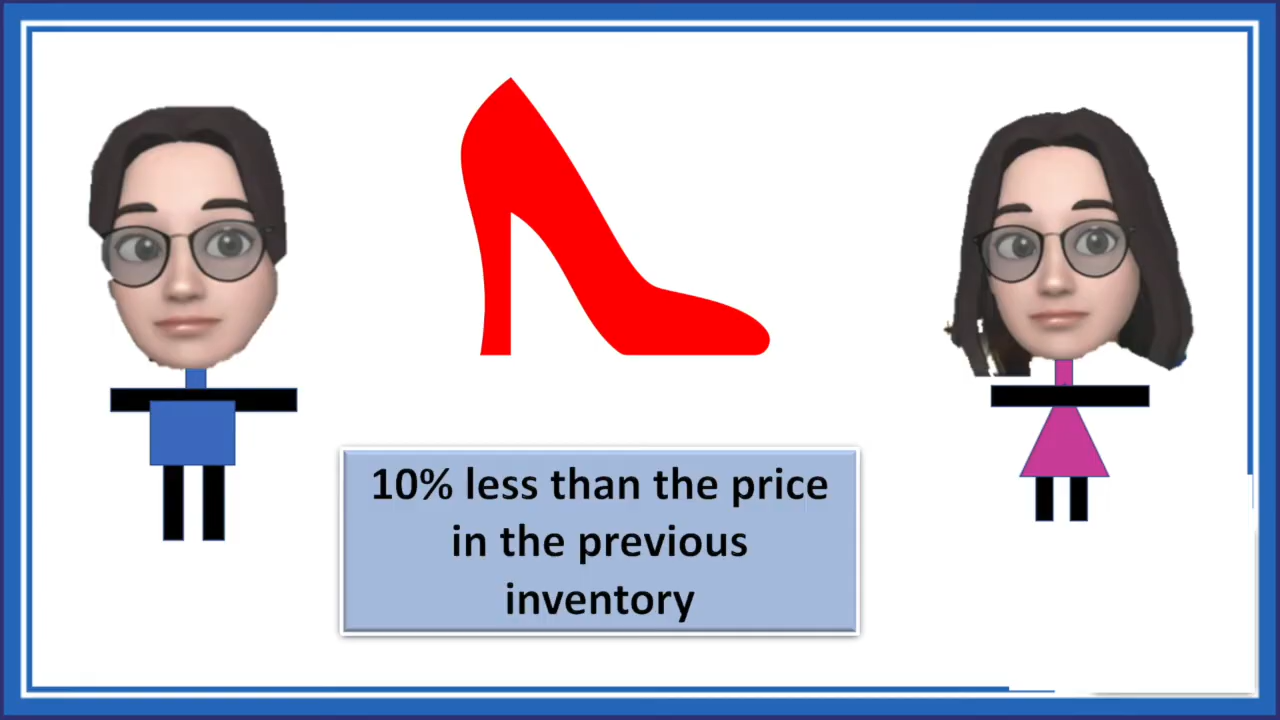 10% less than the price
in the previous
inventory